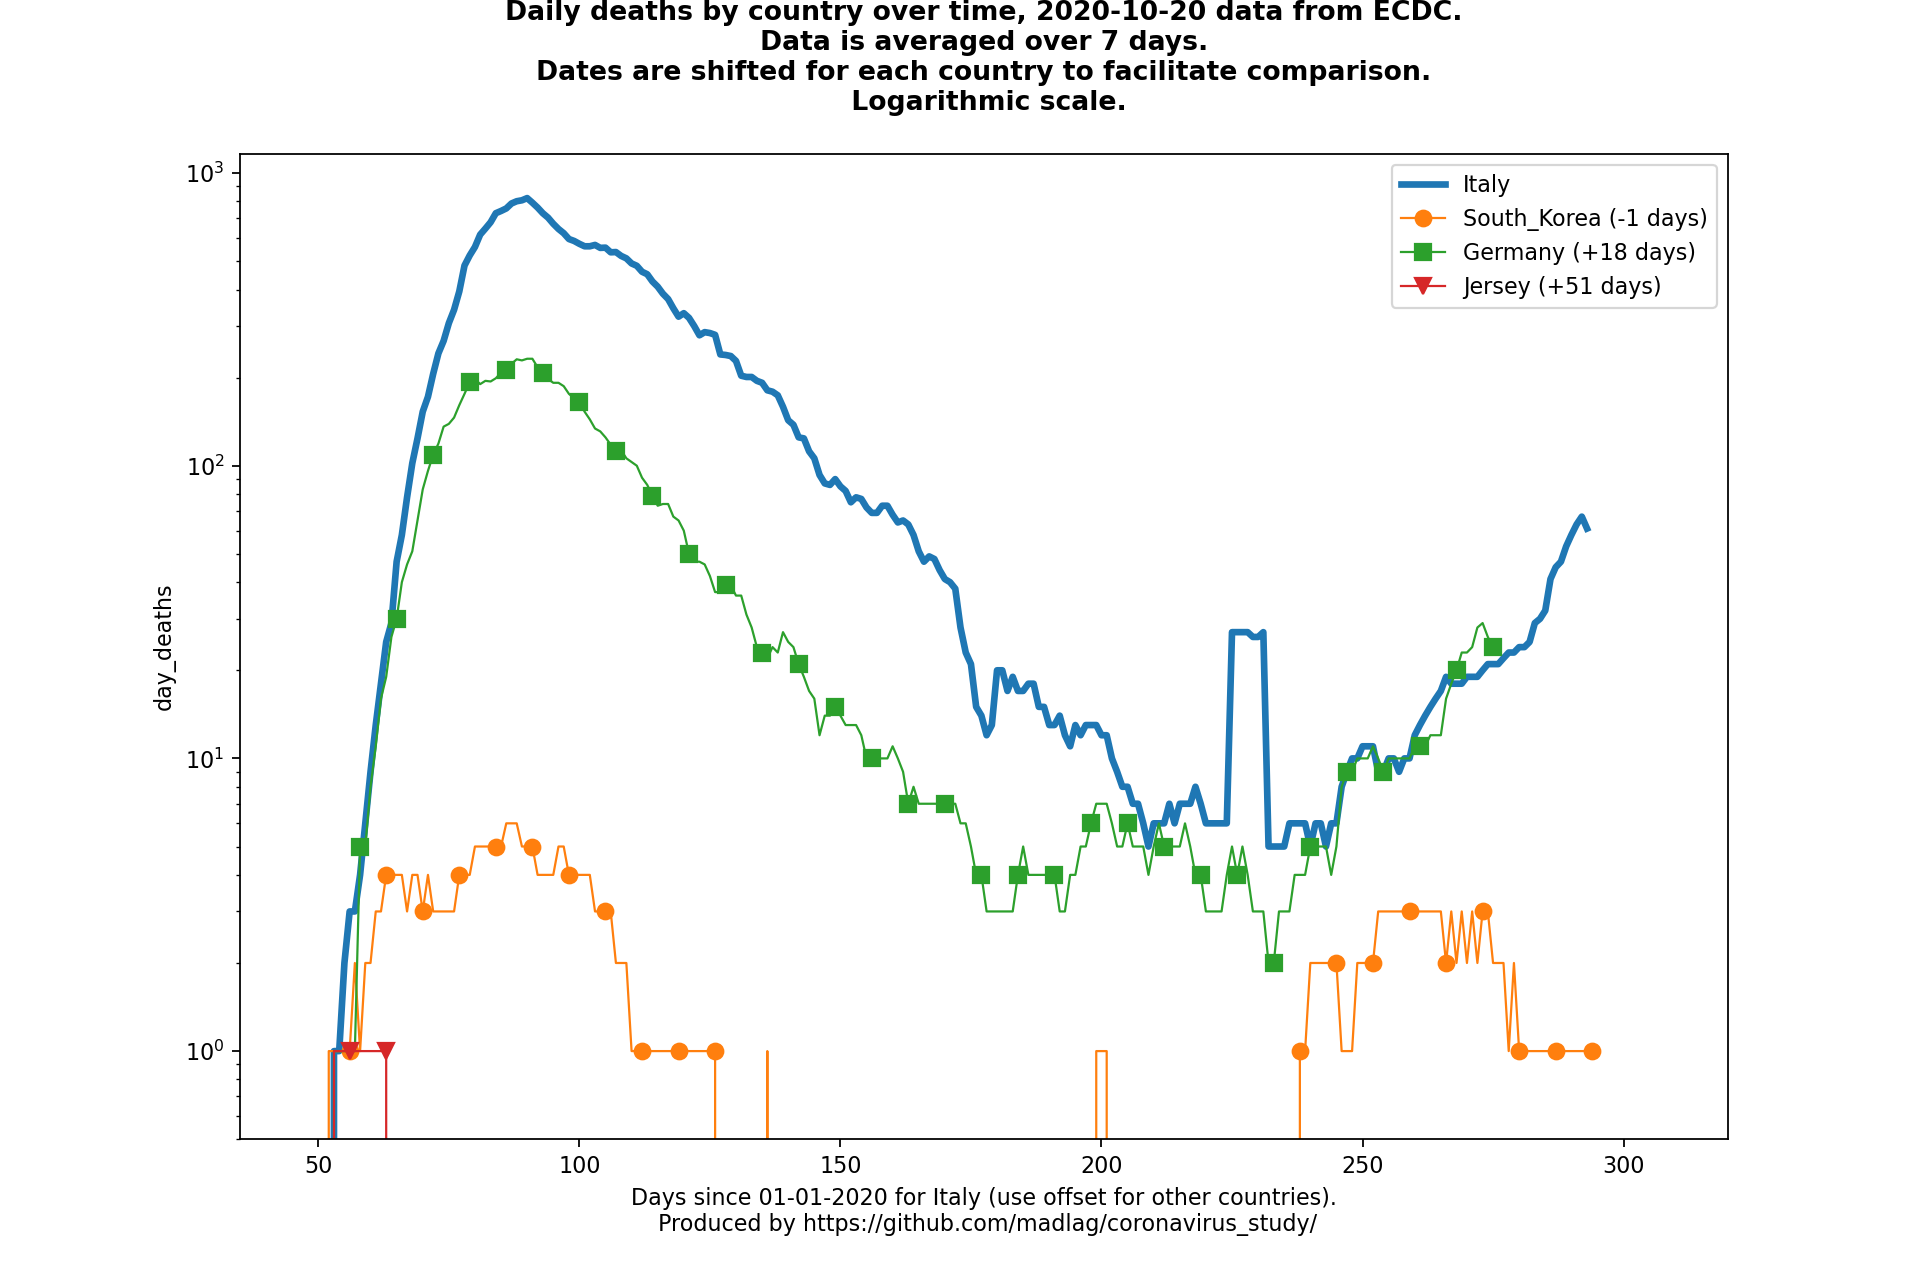 Daily deaths by country over time, 2020-10-20 data from ECDC.
Data is averaged over 7 days.
Dates are shifted for each country to facilitate comparison.
Logarithmic scale.
10³
Italy
South_Korea (-1 days)
Germany (+18 days)
Jersey (+51 days)
10²
day_deaths
10¹
10⁰
50 100 150 200 250 300
Days since 01-01-2020 for Italy (use offset for other countries).
Produced by https://github.com/madlag/coronavirus_study/